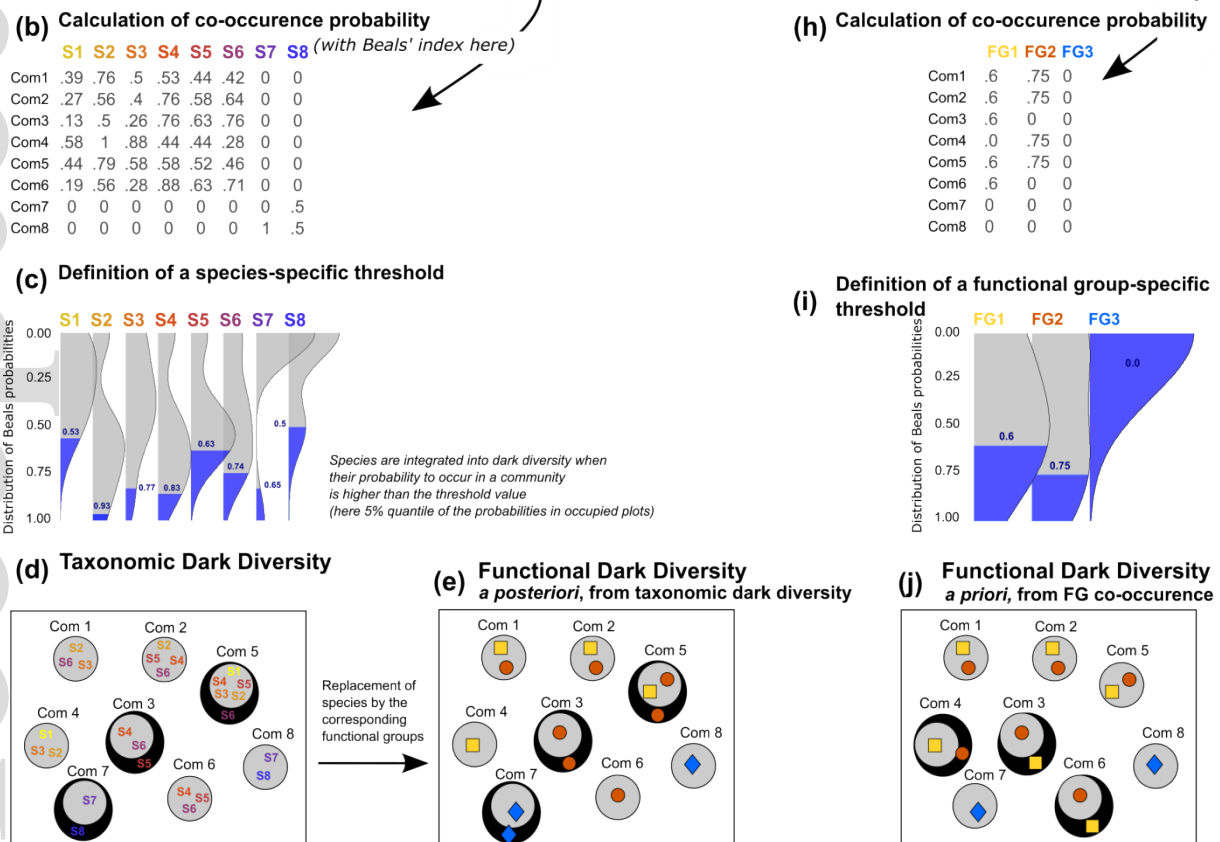 (b) Calculation of co-occurence probability
(with Beals' index here)
S1 S2 S3 S4 S5 S6 S7 S8
Com1 .39 .76 .5 .53 .44 .42 0 0
Com2 .27 .56 .4 .76 .58 .64 0 0
Com3 .13 .5 .26 .76 .63 .76 0 0
Com4 .58 1 .88 .44 .44 .28 0 0
Com5 .44 .79 .58 .58 .52 .46 0 0
Com6 .19 .56 .28 .88 .63 .71 0 0
Com7 0 0 0 0 0 0 0 .5
Com8 0 0 0 0 0 0 1 .5
(h) Calculation of co-occurence probability
FG1 FG2 FG3
Com1 .6 .75 0
Com2 .6 .75 0
Com3 .6 0 0
Com4 .0 .75 0
Com5 .6 .75 0
Com6 .6 0 0
Com7 0 0 0
Com8 0 0 0
(c) Definition of a species-specific threshold
S1 S2 S3 S4 S5 S6 S7 S8
Distribution of Beals probabilities
0.00
0.25
0.50
0.75
1.00
0.53
0.93
0.77
0.83
0.63
0.74
0.65
0.5
Species are integrated into dark diversity when
their probability to occur in a community
is higher than the threshold value
(here 5% quantile of the probabilities in occupied plots)
(i) Definition of a functional group-specific
threshold
FG1 FG2 FG3
Distribution of Beals probabilities
0.00
0.25
0.50
0.75
1.00
0.6
0.75
0.0
(d) Taxonomic Dark Diversity
Com 1
S2
S6 S3
Com 2
S2
S5 S4
S6
Com 5
S1
S4 S5
S3 S2
S6
Com 4
S1
S3 S2
Com 3
S4
S6
S5
Com 8
S7
S8
Com 7
S7
S8
Com 6
S4 S5
S6
Replacement of
species by the
corresponding
functional groups
(e) Functional Dark Diversity
a posteriori, from taxonomic dark diversity
Com 1
Com 2
Com 5
Com 4
Com 3
Com 8
Com 7
Com 6
(j) Functional Dark Diversity
a priori, from FG co-occurence
Com 1
Com 2
Com 5
Com 4
Com 3
Com 8
Com 7
Com 6